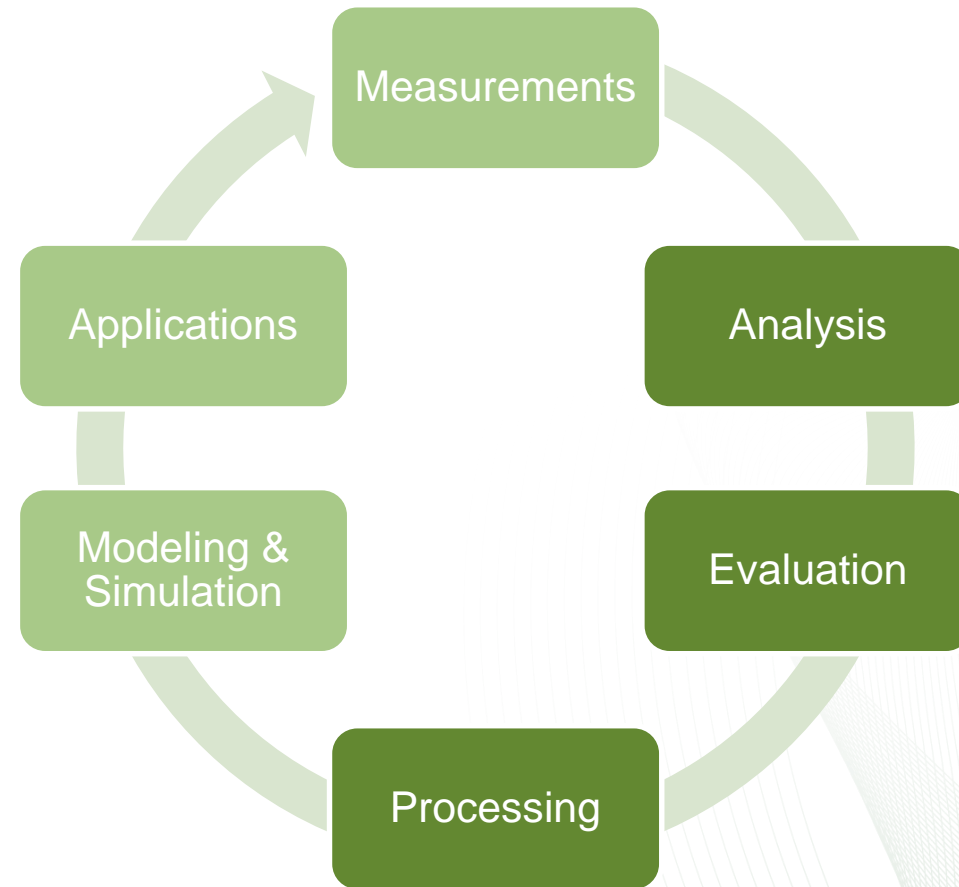 Measurements
Analysis
Evaluation
Processing
Modeling &
Simulation
Applications